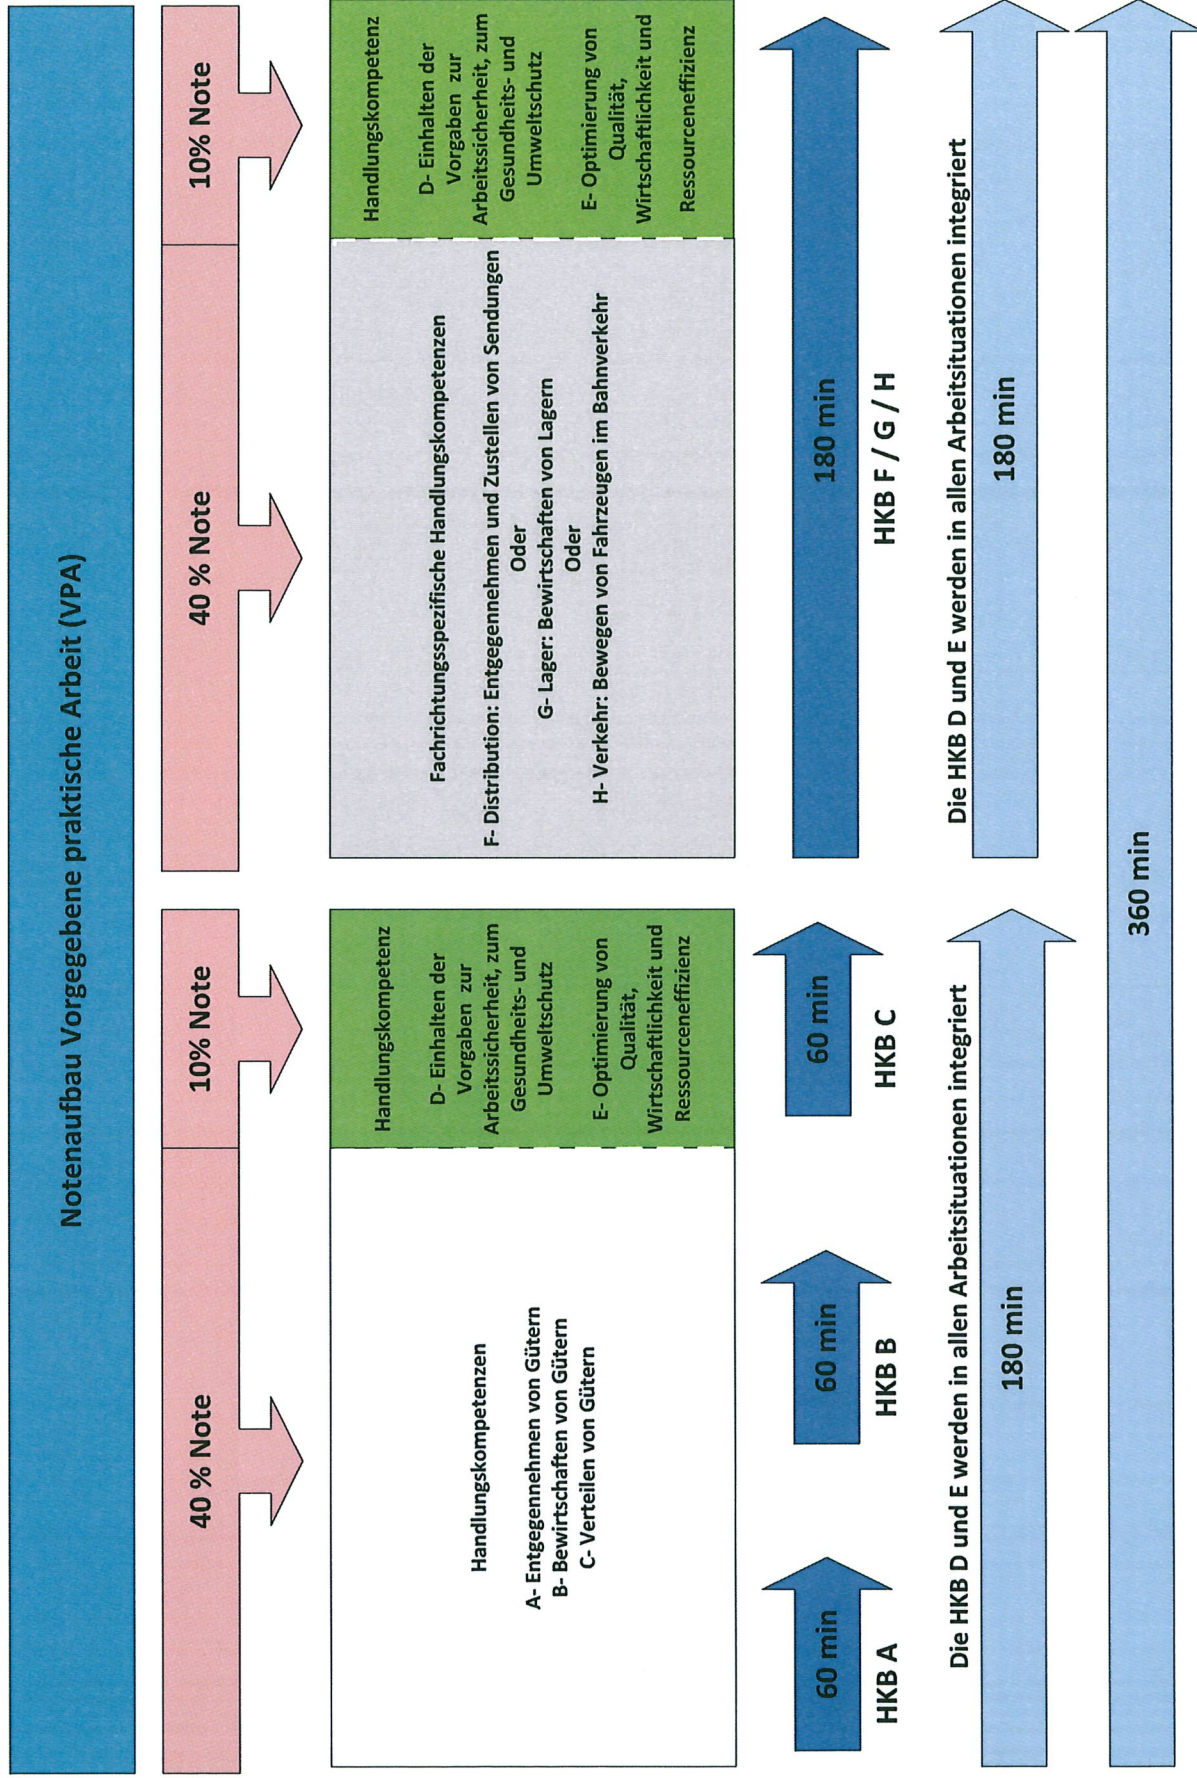 Notenaufbau Vorgegebene praktische Arbeit (VPA)
40 % Note
10% Note
40 % Note
10% Note
Handlungskompetenzen
A- Entgegennehmen von Gütern
B- Bewirtschaften von Gütern
C- Verteilen von Gütern
Handlungskompetenz
D- Einhalten der
Vorgaben zur
Arbeitssicherheit, zum
Gesundheits- und
Umweltschutz
E- Optimierung von
Qualität,
Wirtschaftlichkeit und
Ressourceneffizienz
Fachrichtungsspezifische Handlungskompetenzen
F- Distribution: Entgegennehmen und Zustellen von Sendungen
Oder
G- Lager: Bewirtschaften von Lagern
Oder
H- Verkehr: Bewegen von Fahrzeugen im Bahnverkehr
Handlungskompetenz
D- Einhalten der
Vorgaben zur
Arbeitssicherheit, zum
Gesundheits- und
Umweltschutz
E- Optimierung von
Qualität,
Wirtschaftlichkeit und
Ressourceneffizienz
60 min
60 min
60 min
180 min
HKB A
HKB B
HKB C
HKB F / G / H
Die HKB D und E werden in allen Arbeitsituationen integriert
Die HKB D und E werden in allen Arbeitsituationen integriert
180 min
180 min
360 min